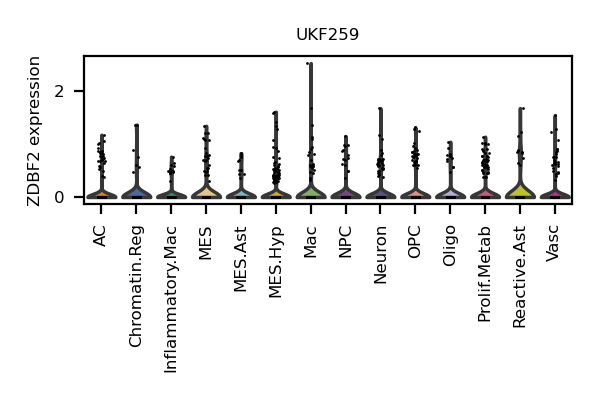 UKF259
ZDBF2 expression
2
0
AC
Chromatin.Reg
Inflammatory.Mac
MES
MES.Ast
MES.Hyp
Mac
NPC
Neuron
OPC
Oligo
Prolif.Metab
Reactive.Ast
Vasc